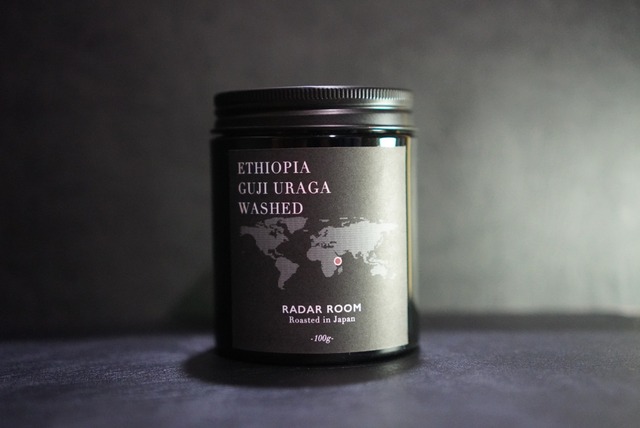 ETHIOPIA
GUJI URAGA
WASHED
RADAR ROOM
Roasted in Japan
-100g-